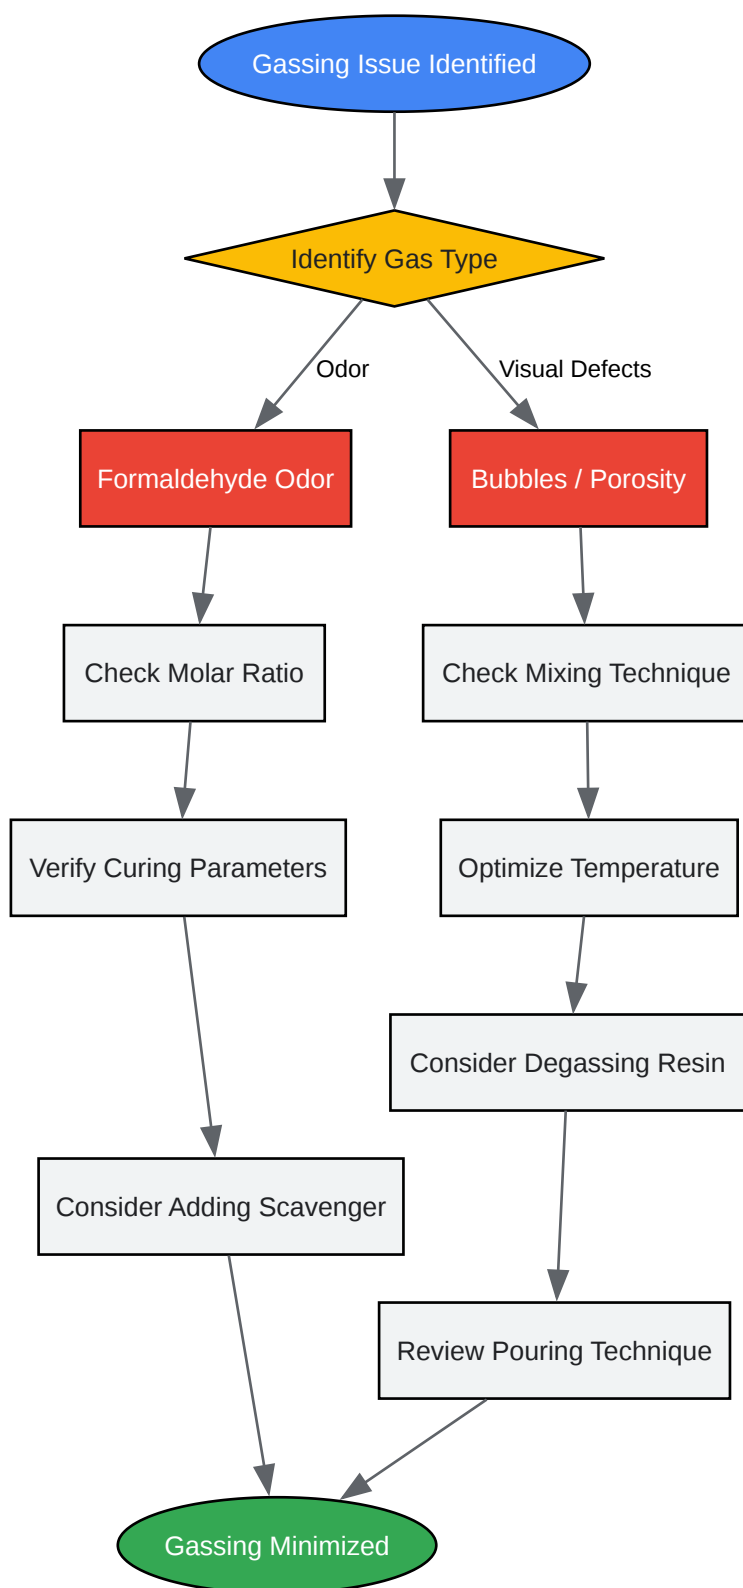 Gassing Issue Identified
Identify Gas Type
Odor
Visual Defects
Formaldehyde Odor
Bubbles / Porosity
Check Molar Ratio
Check Mixing Technique
Verify Curing Parameters
Optimize Temperature
Consider Degassing Resin
Consider Adding Scavenger
Review Pouring Technique
Gassing Minimized